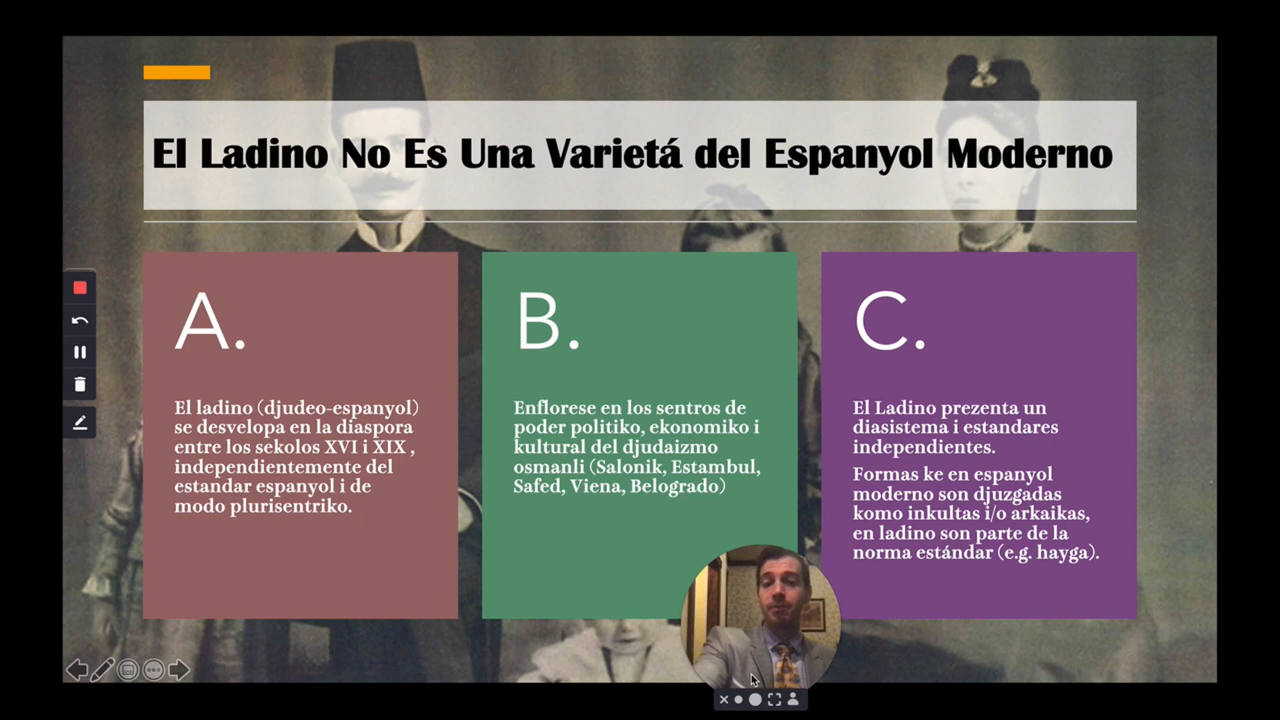 El Ladino No Es Una Varietá del Espanyol Moderno
A.
El ladino (djudeo-espanyol)
se desvelopa en la diaspora
entre los sekolos XVI i XIX ,
independientemente del
estandar espanyol i de
modo plurisentriko.
B.
Enflorese en los sentros de
poder politiko, ekonomiko i
kultural del djudaizmo
osmanli (Salonik, Estambul,
Safed, Viena, Belogrado)
C.
El Ladino prezenta un
diasistema i estandares
independientes.
Formas ke en espanyol
moderno son djuzgadas
komo inkultas i/o arkaikas,
en ladino son parte de la
norma estándar (e.g. hayga).